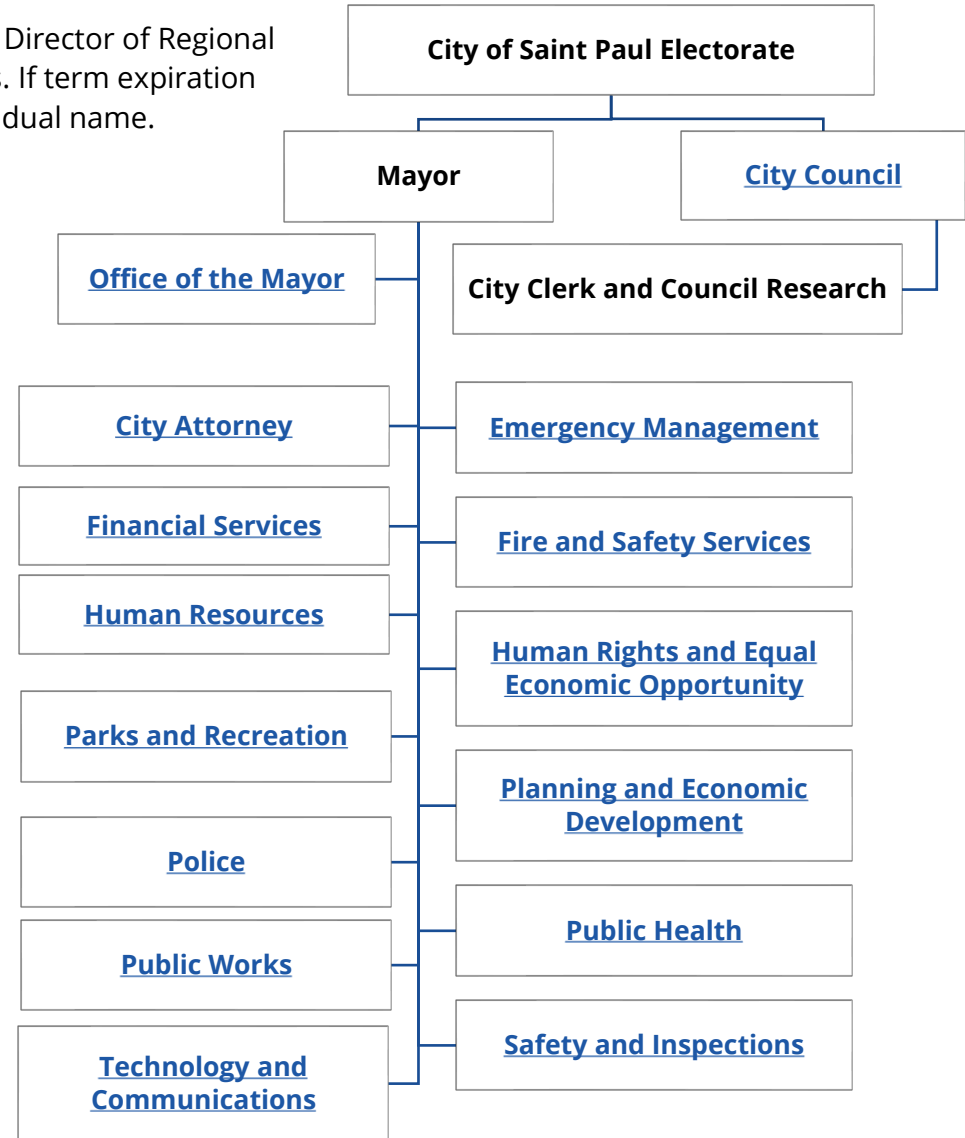 Director of Regional
s. If term expiration
dual name.
City of Saint Paul Electorate
Mayor
City Council
Office of the Mayor
City Clerk and Council Research
City Attorney
Emergency Management
Financial Services
Fire and Safety Services
Human Resources
Human Rights and Equal
Economic Opportunity
Parks and Recreation
Planning and Economic
Development
Police
Public Health
Public Works
Safety and Inspections
Technology and
Communications